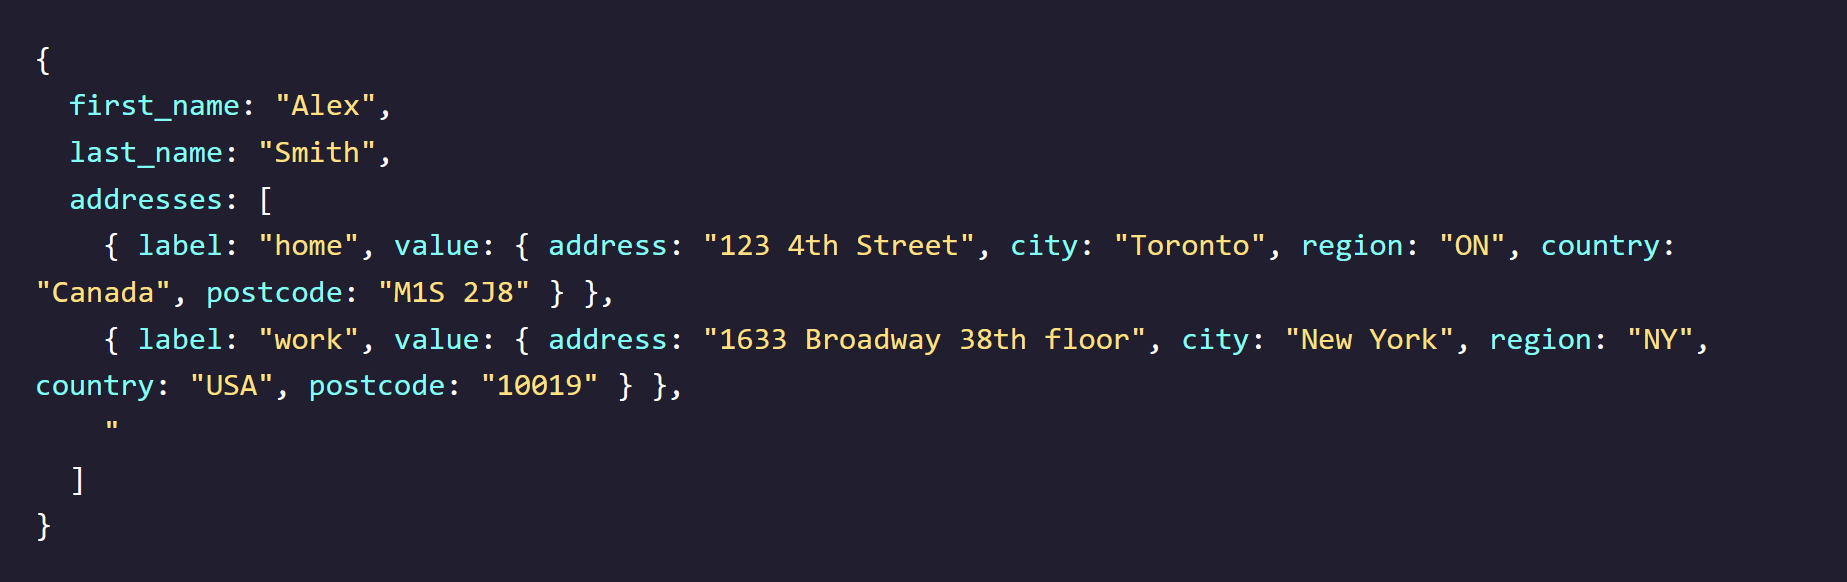 {
  first_name: "Alex",
  last_name: "Smith",
  addresses: [
    { label: "home", value: { address: "123 4th Street", city: "Toronto", region: "ON", country:
"Canada", postcode: "M1S 2J8" } },
    { label: "work", value: { address: "1633 Broadway 38th floor", city: "New York", region: "NY",
country: "USA", postcode: "10019" } },
    "
  ]
}